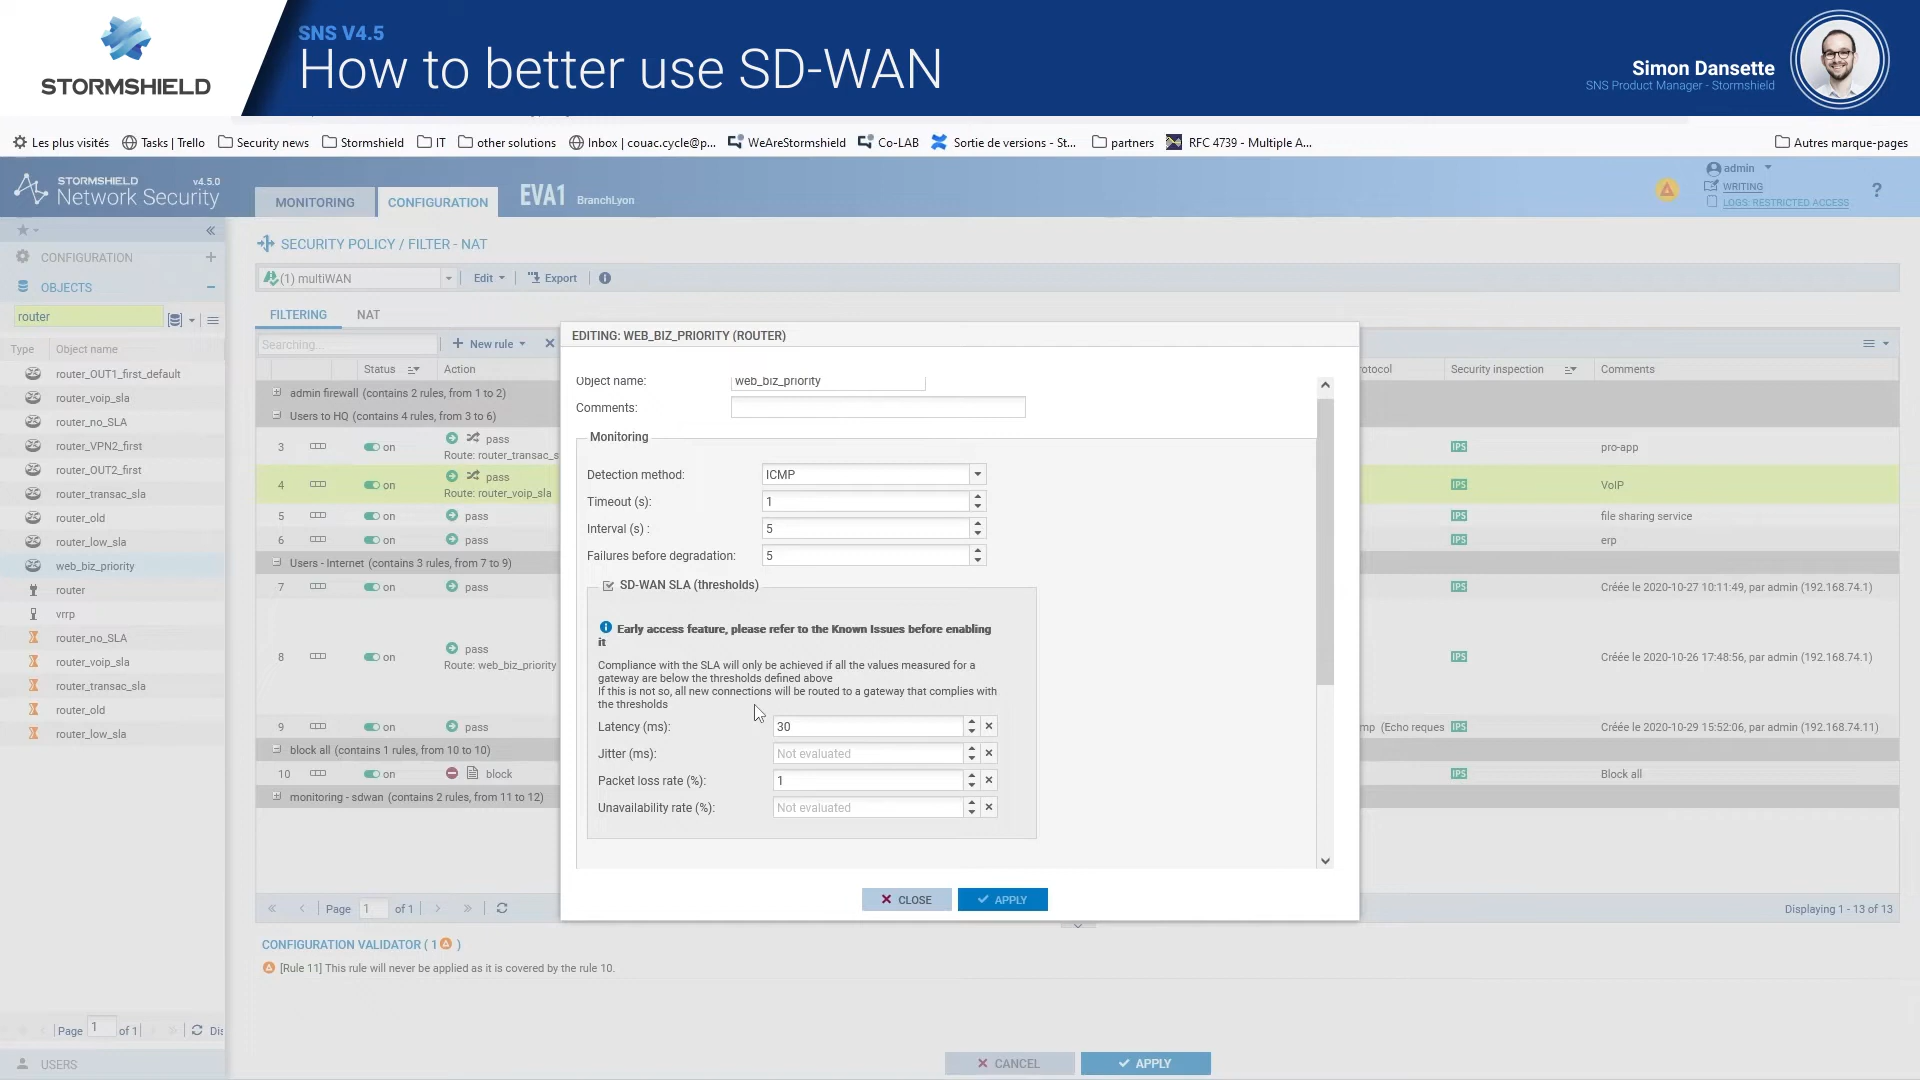 STORMSHIELD
SNS V4.5
How to better use SD-WAN
Simon Dansette
SNS Product Manager - Stormshield
Les plus visités
Tasks | Trello
Security news
Stormshield
IT
other solutions
Inbox | couac.cycle@p...
WeAreStormshield
Co-LAB
Sortie de versions - St...
partners
RFC 4739 - Multiple A...
Autres marque-pages
STORMSHIELD v4.5.0
Network Security
MONITORING
CONFIGURATION
EVA1 BranchLyon
admin
WRITING
LOGS: RESTRICTED ACCESS
?
CONFIGURATION
OBJECTS
router
Type Object name
router_OUT1_first_default
router_voip_sla
router_no_SLA
router_VPN2_first
router_OUT2_first
router_transac_sla
router_old
router_low_sla
web_biz_priority
router
vrrp
router_no_SLA
router_voip_sla
router_transac_sla
router_old
router_low_sla
Page 1 of 1 Dis
USERS
SECURITY POLICY / FILTER - NAT
(1) multiWAN Edit Export
FILTERING NAT
Searching... New rule
Status Action
otocol Security inspection Comments
admin firewall (contains 2 rules, from 1 to 2)
Users to HQ (contains 4 rules, from 3 to 6)
3 on pass
Route: router_transac_s
IPS pro-app
4 on pass
Route: router_voip_sla
IPS VoIP
5 on pass IPS file sharing service
6 on pass IPS erp
Users - Internet (contains 3 rules, from 7 to 9)
7 on pass IPS Créée le 2020-10-27 10:11:49, par admin (192.168.74.1)
8 on pass
Route: web_biz_priority
IPS Créée le 2020-10-26 17:48:56, par admin (192.168.74.1)
9 on pass mp (Echo reques IPS Créée le 2020-10-29 15:52:06, par admin (192.168.74.11)
block all (contains 1 rules, from 10 to 10)
10 on block IPS Block all
monitoring - sdwan (contains 2 rules, from 11 to 12)
Page 1 of 1
Displaying 1 - 13 of 13
EDITING: WEB_BIZ_PRIORITY (ROUTER)
Object name: web_biz_priority
Comments:
Monitoring
Detection method: ICMP
Timeout (s): 1
Interval (s) : 5
Failures before degradation: 5
SD-WAN SLA (thresholds)
Early access feature, please refer to the Known Issues before enabling
it
Compliance with the SLA will only be achieved if all the values measured for a
gateway are below the thresholds defined above
If this is not so, all new connections will be routed to a gateway that complies with
the thresholds
Latency (ms): 30
Jitter (ms): Not evaluated
Packet loss rate (%): 1
Unavailability rate (%): Not evaluated
CLOSE
APPLY
CONFIGURATION VALIDATOR ( 1 )
[Rule 11] This rule will never be applied as it is covered by the rule 10.
CANCEL
APPLY